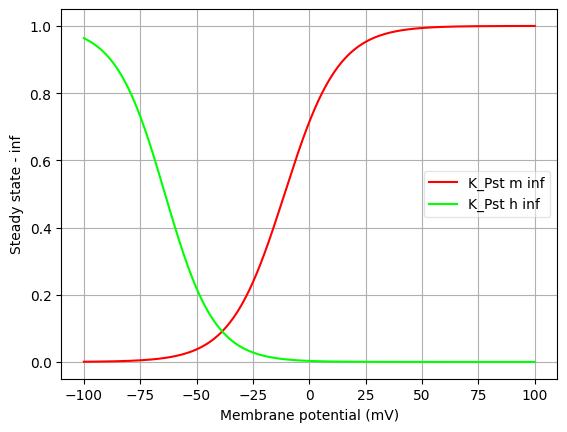 1.0
0.8
0.6
0.4
0.2
0.0
Steady state - inf
K_Pst m inf
K_Pst h inf
−100 −75 −50 −25 0 25 50 75 100
Membrane potential (mV)